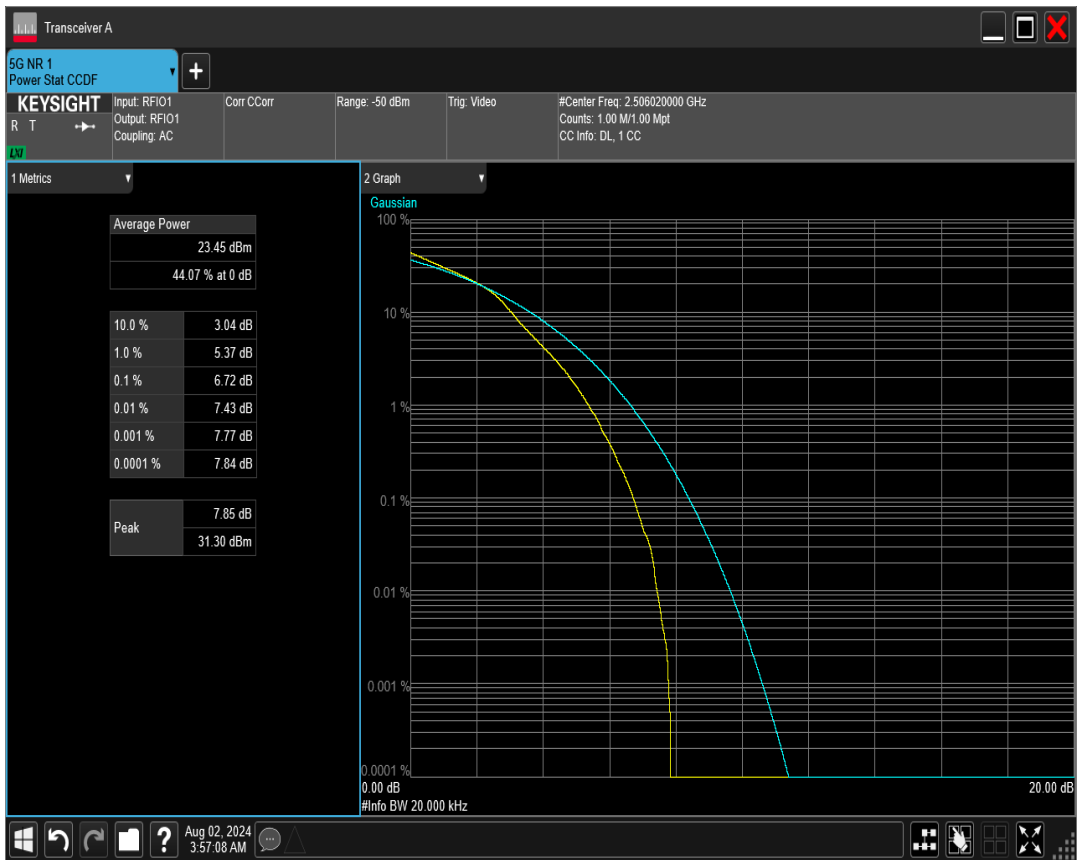 Transceiver A
5G NR 1
Power Stat CCDF
KEYSIGHT
R T
LXI
Input: RFIO1
Output: RFIO1
Coupling: AC
Corr CCorr
Range: -50 dBm
Trig: Video
#Center Freq: 2.506020000 GHz
Counts: 1.00 M/1.00 Mpt
CC Info: DL, 1 CC
1 Metrics
Average Power
23.45 dBm
44.07 % at 0 dB
10.0 % 3.04 dB
1.0 % 5.37 dB
0.1 % 6.72 dB
0.01 % 7.43 dB
0.001 % 7.77 dB
0.0001 % 7.84 dB
Peak
7.85 dB
31.30 dBm
2 Graph
Gaussian
100 %
10 %
1 %
0.1 %
0.01 %
0.001 %
0.0001 %
0.00 dB 20.00 dB
#Info BW 20.000 kHz
?
Aug 02, 2024
3:57:08 AM